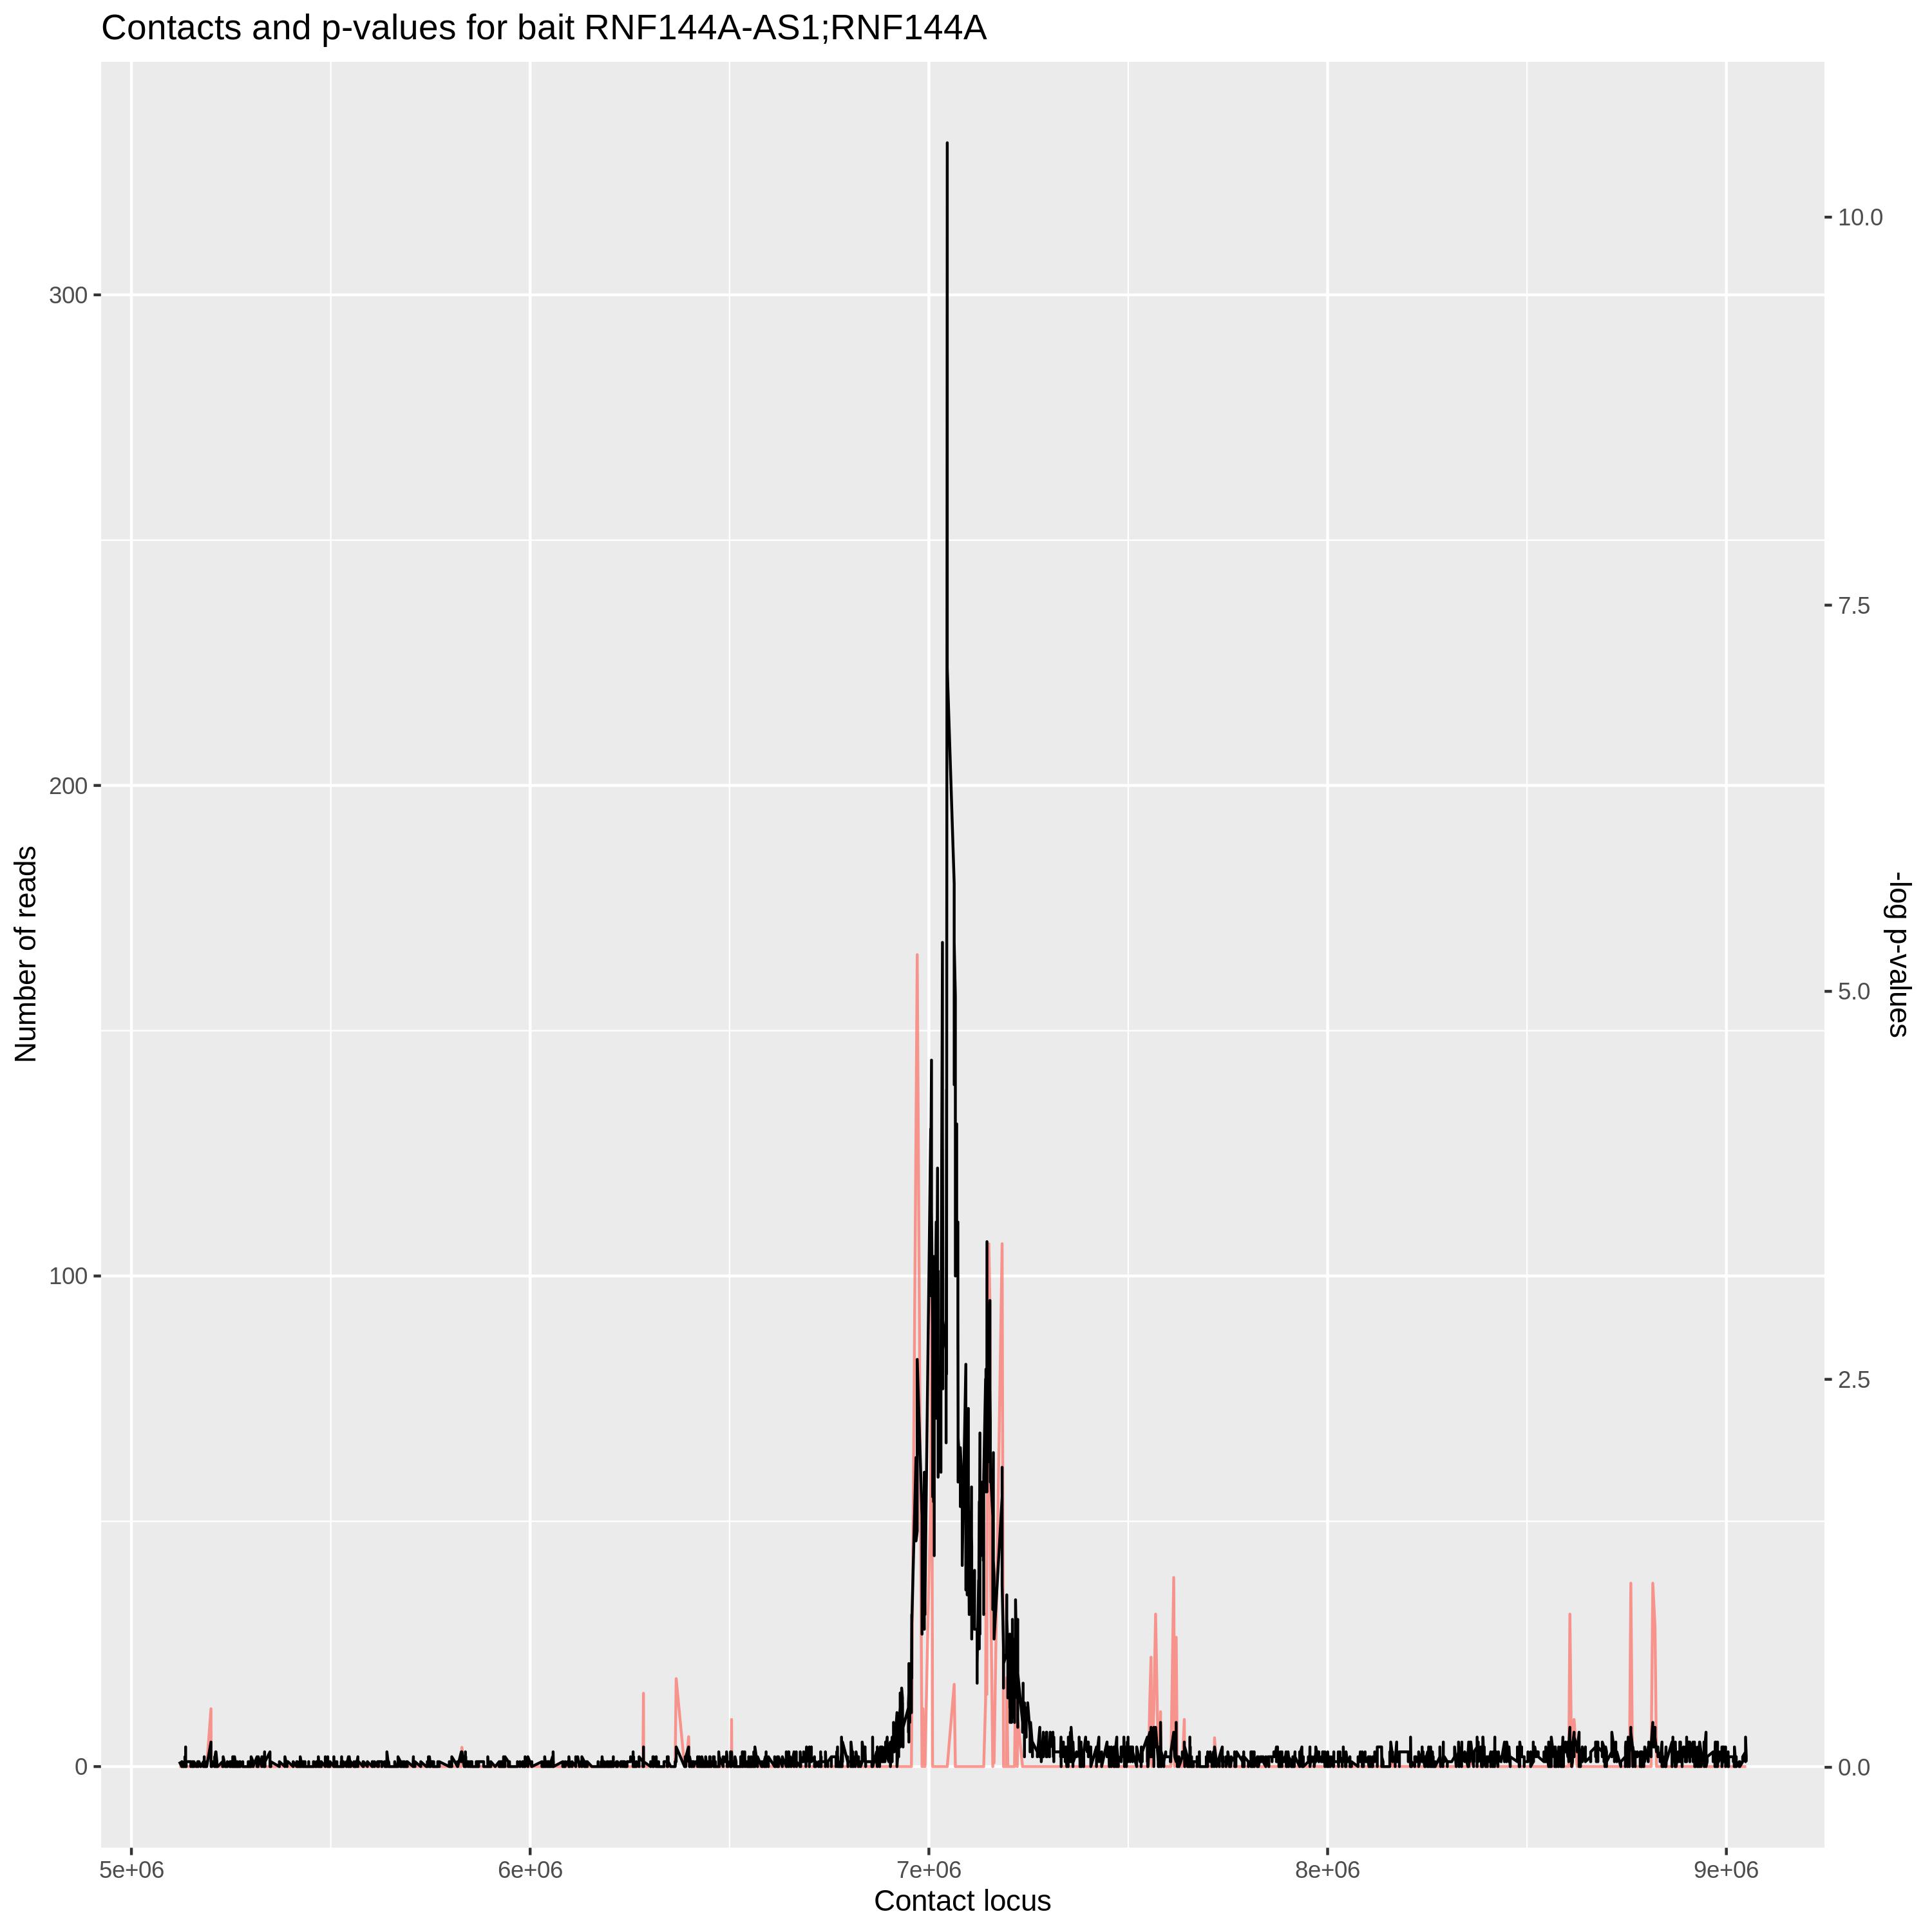 Contacts and p-values for bait RNF144A-AS1;RNF144A
Number of reads
300
200
100
0
10.0
7.5
5.0
2.5
0.0
-log p-values
5e+06
6e+06
7e+06
8e+06
9e+06
Contact locus